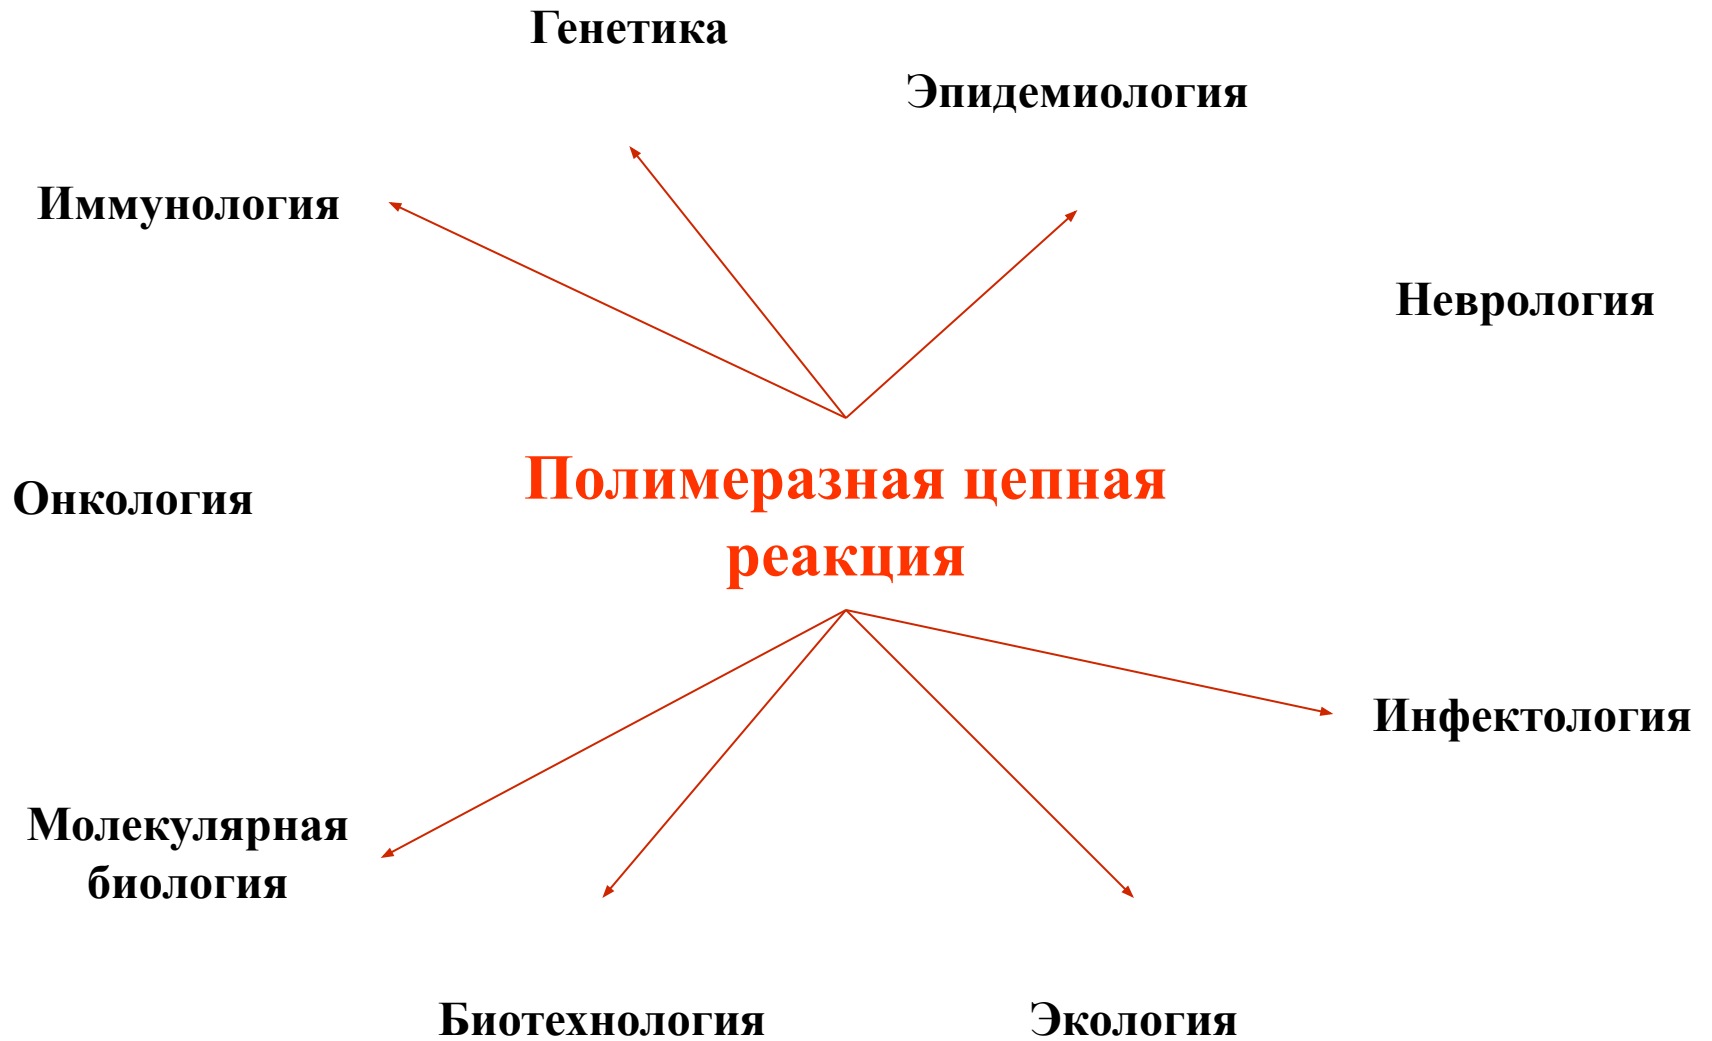 Генетика
Эпидемиология
Иммунология
Неврология
Полимеразная цепная
реакция
Онкология
Инфектология
Молекулярная
биология
Биотехнология
Экология